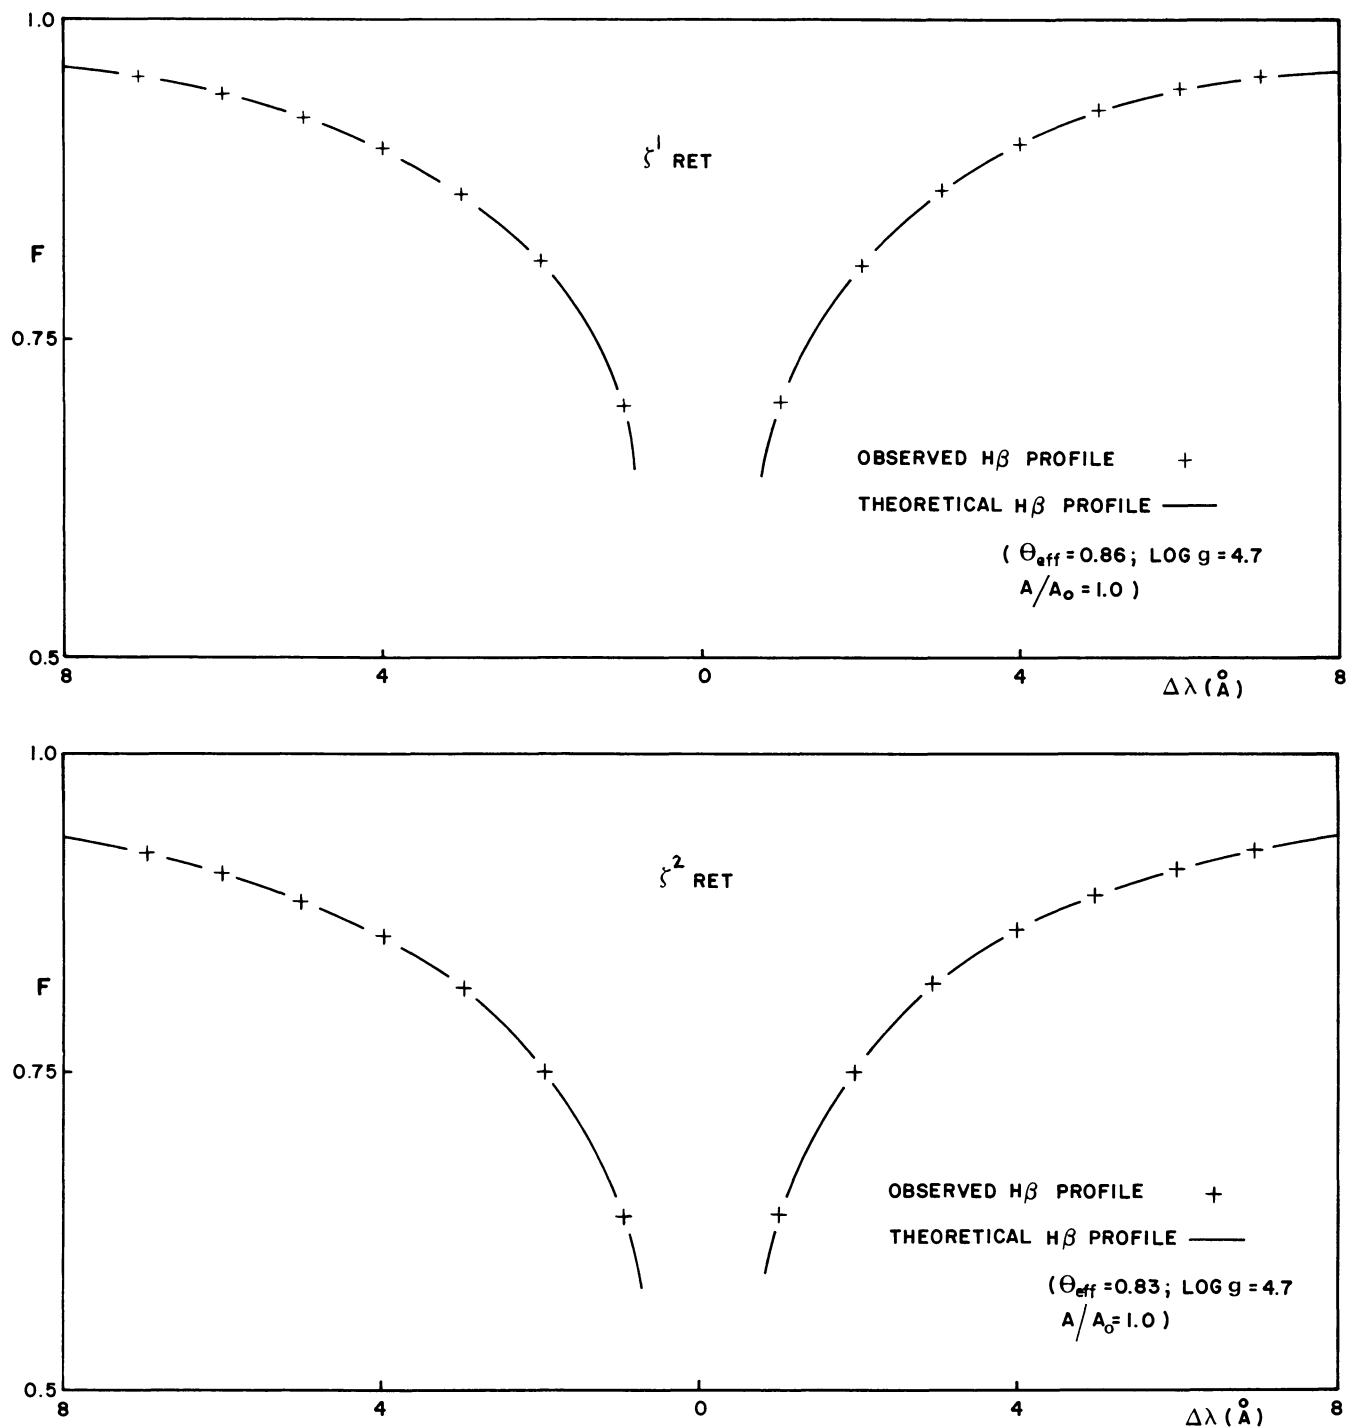 1.0
ζ¹ RET
F
0.75
OBSERVED Hβ PROFILE +
THEORETICAL Hβ PROFILE —
( Θeff = 0.86 ; LOG g = 4.7
A/A₀ = 1.0 )
0.5
8 4 0 4 8
Δλ (Å)
1.0
ζ² RET
F
0.75
OBSERVED Hβ PROFILE +
THEORETICAL Hβ PROFILE —
(Θeff = 0.83 ; LOG g = 4.7
A/A₀ = 1.0 )
0.5
8 4 0 4 8
Δλ (Å)